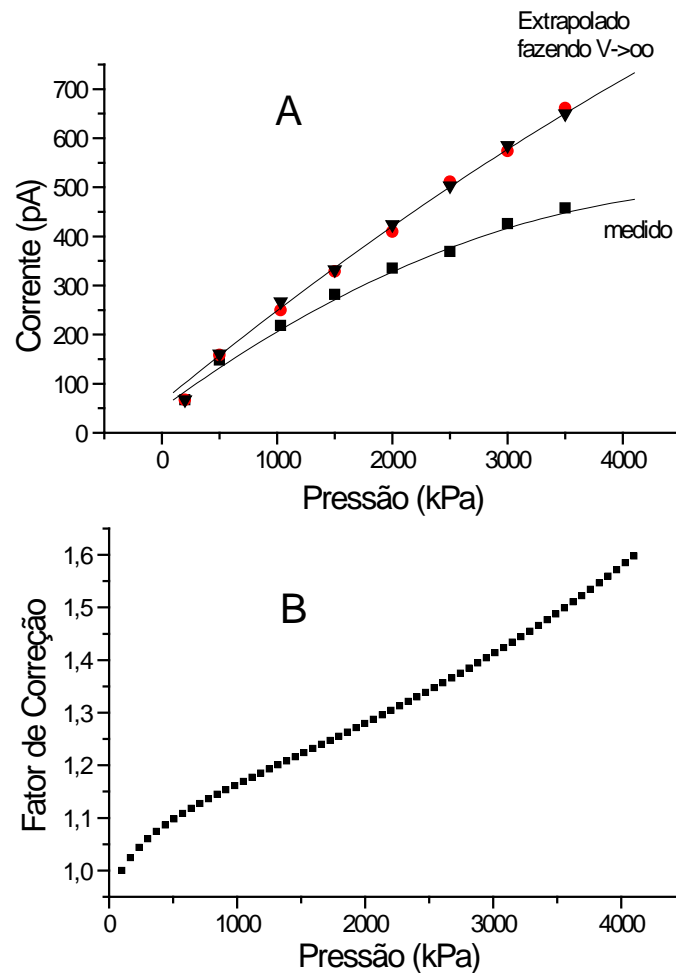 Extrapolado
fazendo V->oo
A
700
600
500
400
300
200
100
0
Corrente (pA)
medido
0 1000 2000 3000 4000
Pressão (kPa)
B
1,6
1,5
1,4
1,3
1,2
1,1
1,0
Fator de Correção
0 1000 2000 3000 4000
Pressão (kPa)